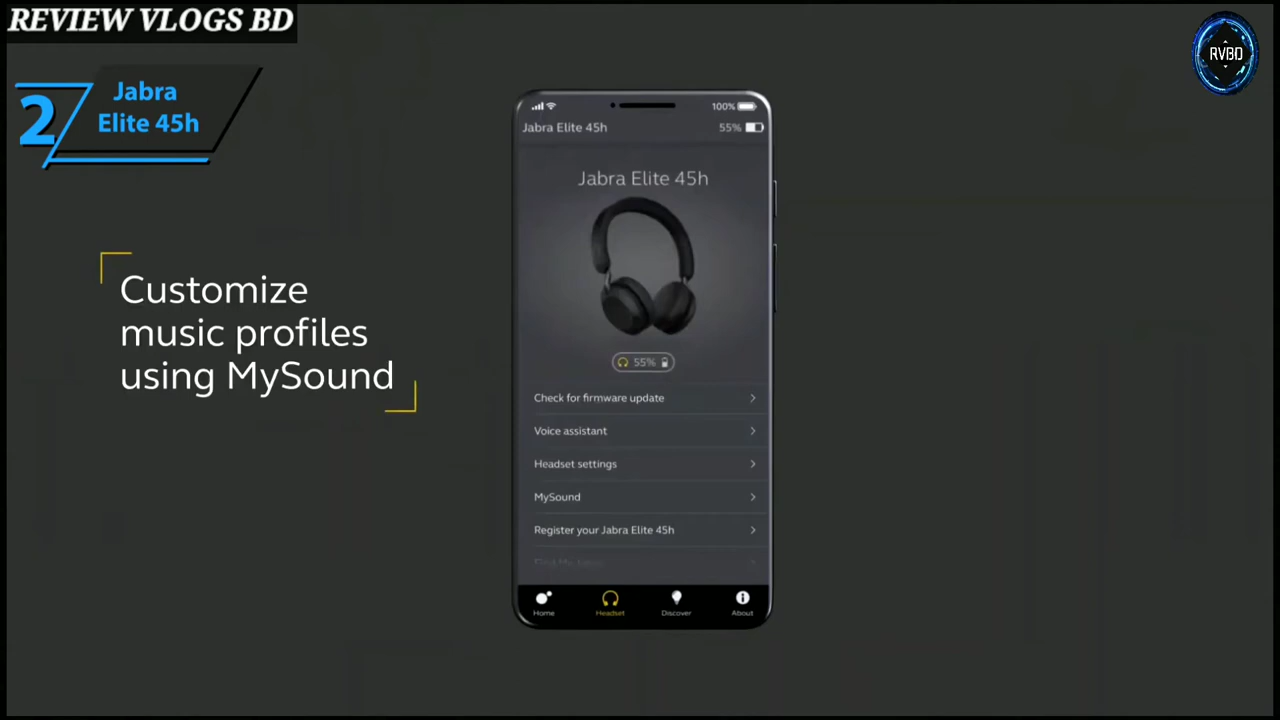 REVIEW VLOGS BD
RVBD
2
Jabra
Elite 45h
100%
Jabra Elite 45h
55%
Jabra Elite 45h
55%
Customize
music profiles
using MySound
Check for firmware update
Voice assistant
Headset settings
MySound
Register your Jabra Elite 45h
Home
Headset
Discover
About